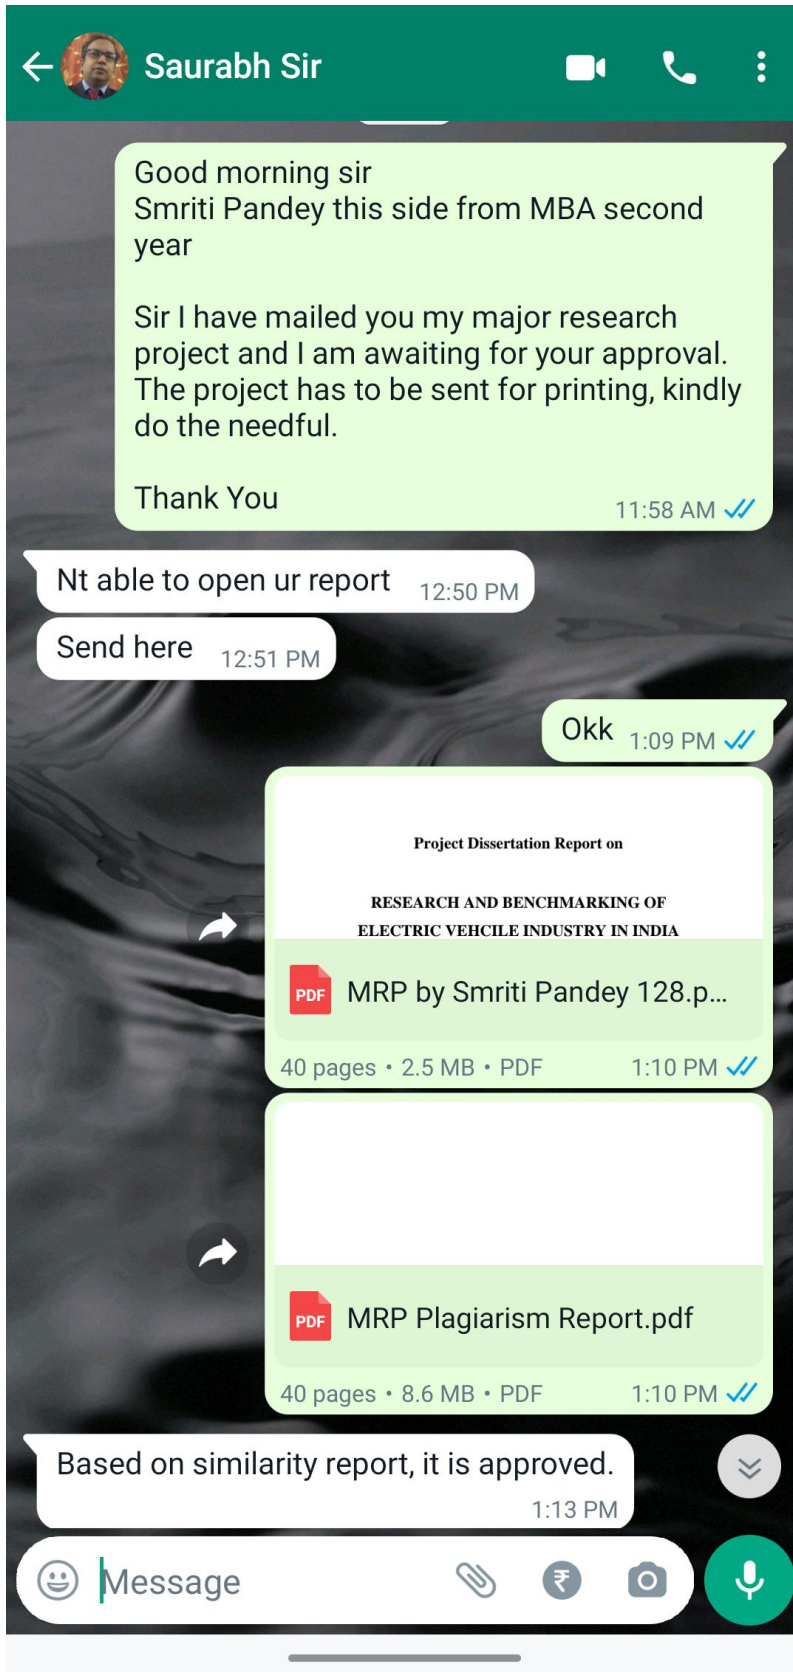 Saurabh Sir
Good morning sir
Smriti Pandey this side from MBA second
year
Sir I have mailed you my major research
project and I am awaiting for your approval.
The project has to be sent for printing, kindly
do the needful.
Thank You
11:58 AM
Nt able to open ur report 12:50 PM
Send here 12:51 PM
Okk 1:09 PM
Project Dissertation Report on
RESEARCH AND BENCHMARKING OF
ELECTRIC VEHCILE INDUSTRY IN INDIA
PDF MRP by Smriti Pandey 128.p...
40 pages • 2.5 MB • PDF 1:10 PM
PDF MRP Plagiarism Report.pdf
40 pages • 8.6 MB • PDF 1:10 PM
Based on similarity report, it is approved.
1:13 PM
Message ₹